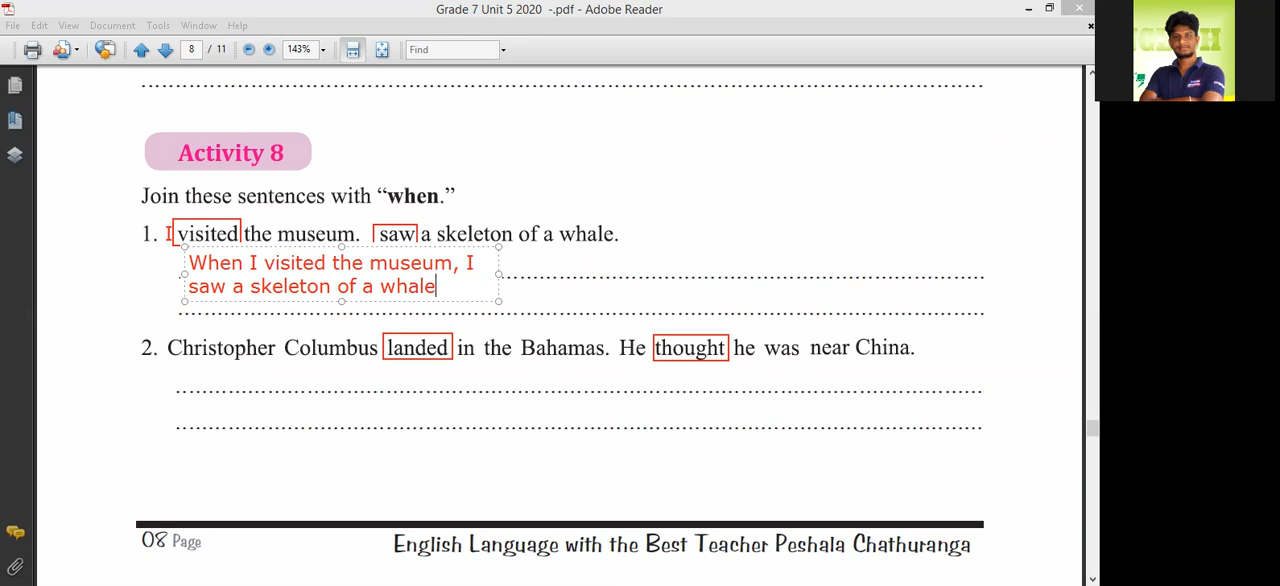 Grade 7 Unit 5 2020 -.pdf - Adobe Reader
File Edit View Document Tools Window Help
8 / 11 143% Find
Activity 8
Join these sentences with “when.”
1. I visited the museum. saw a skeleton of a whale.
When I visited the museum, I
saw a skeleton of a whale
2. Christopher Columbus landed in the Bahamas. He thought he was near China.
08 Page
English Language with the Best Teacher Peshala Chathuranga